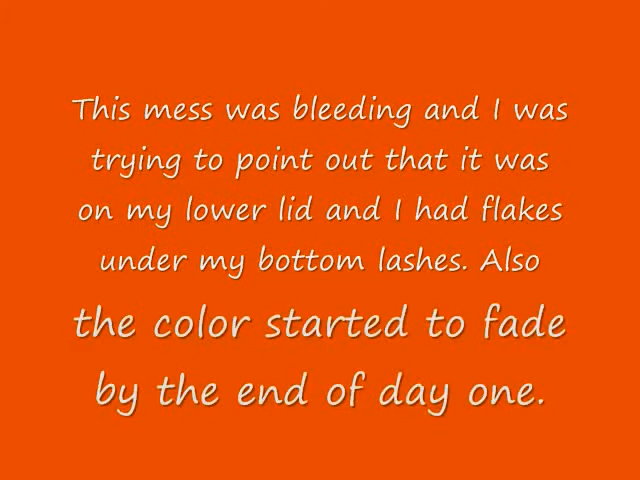 This mess was bleeding and I was
trying to point out that it was
on my lower lid and I had flakes
under my bottom lashes. Also
the color started to fade
by the end of day one.